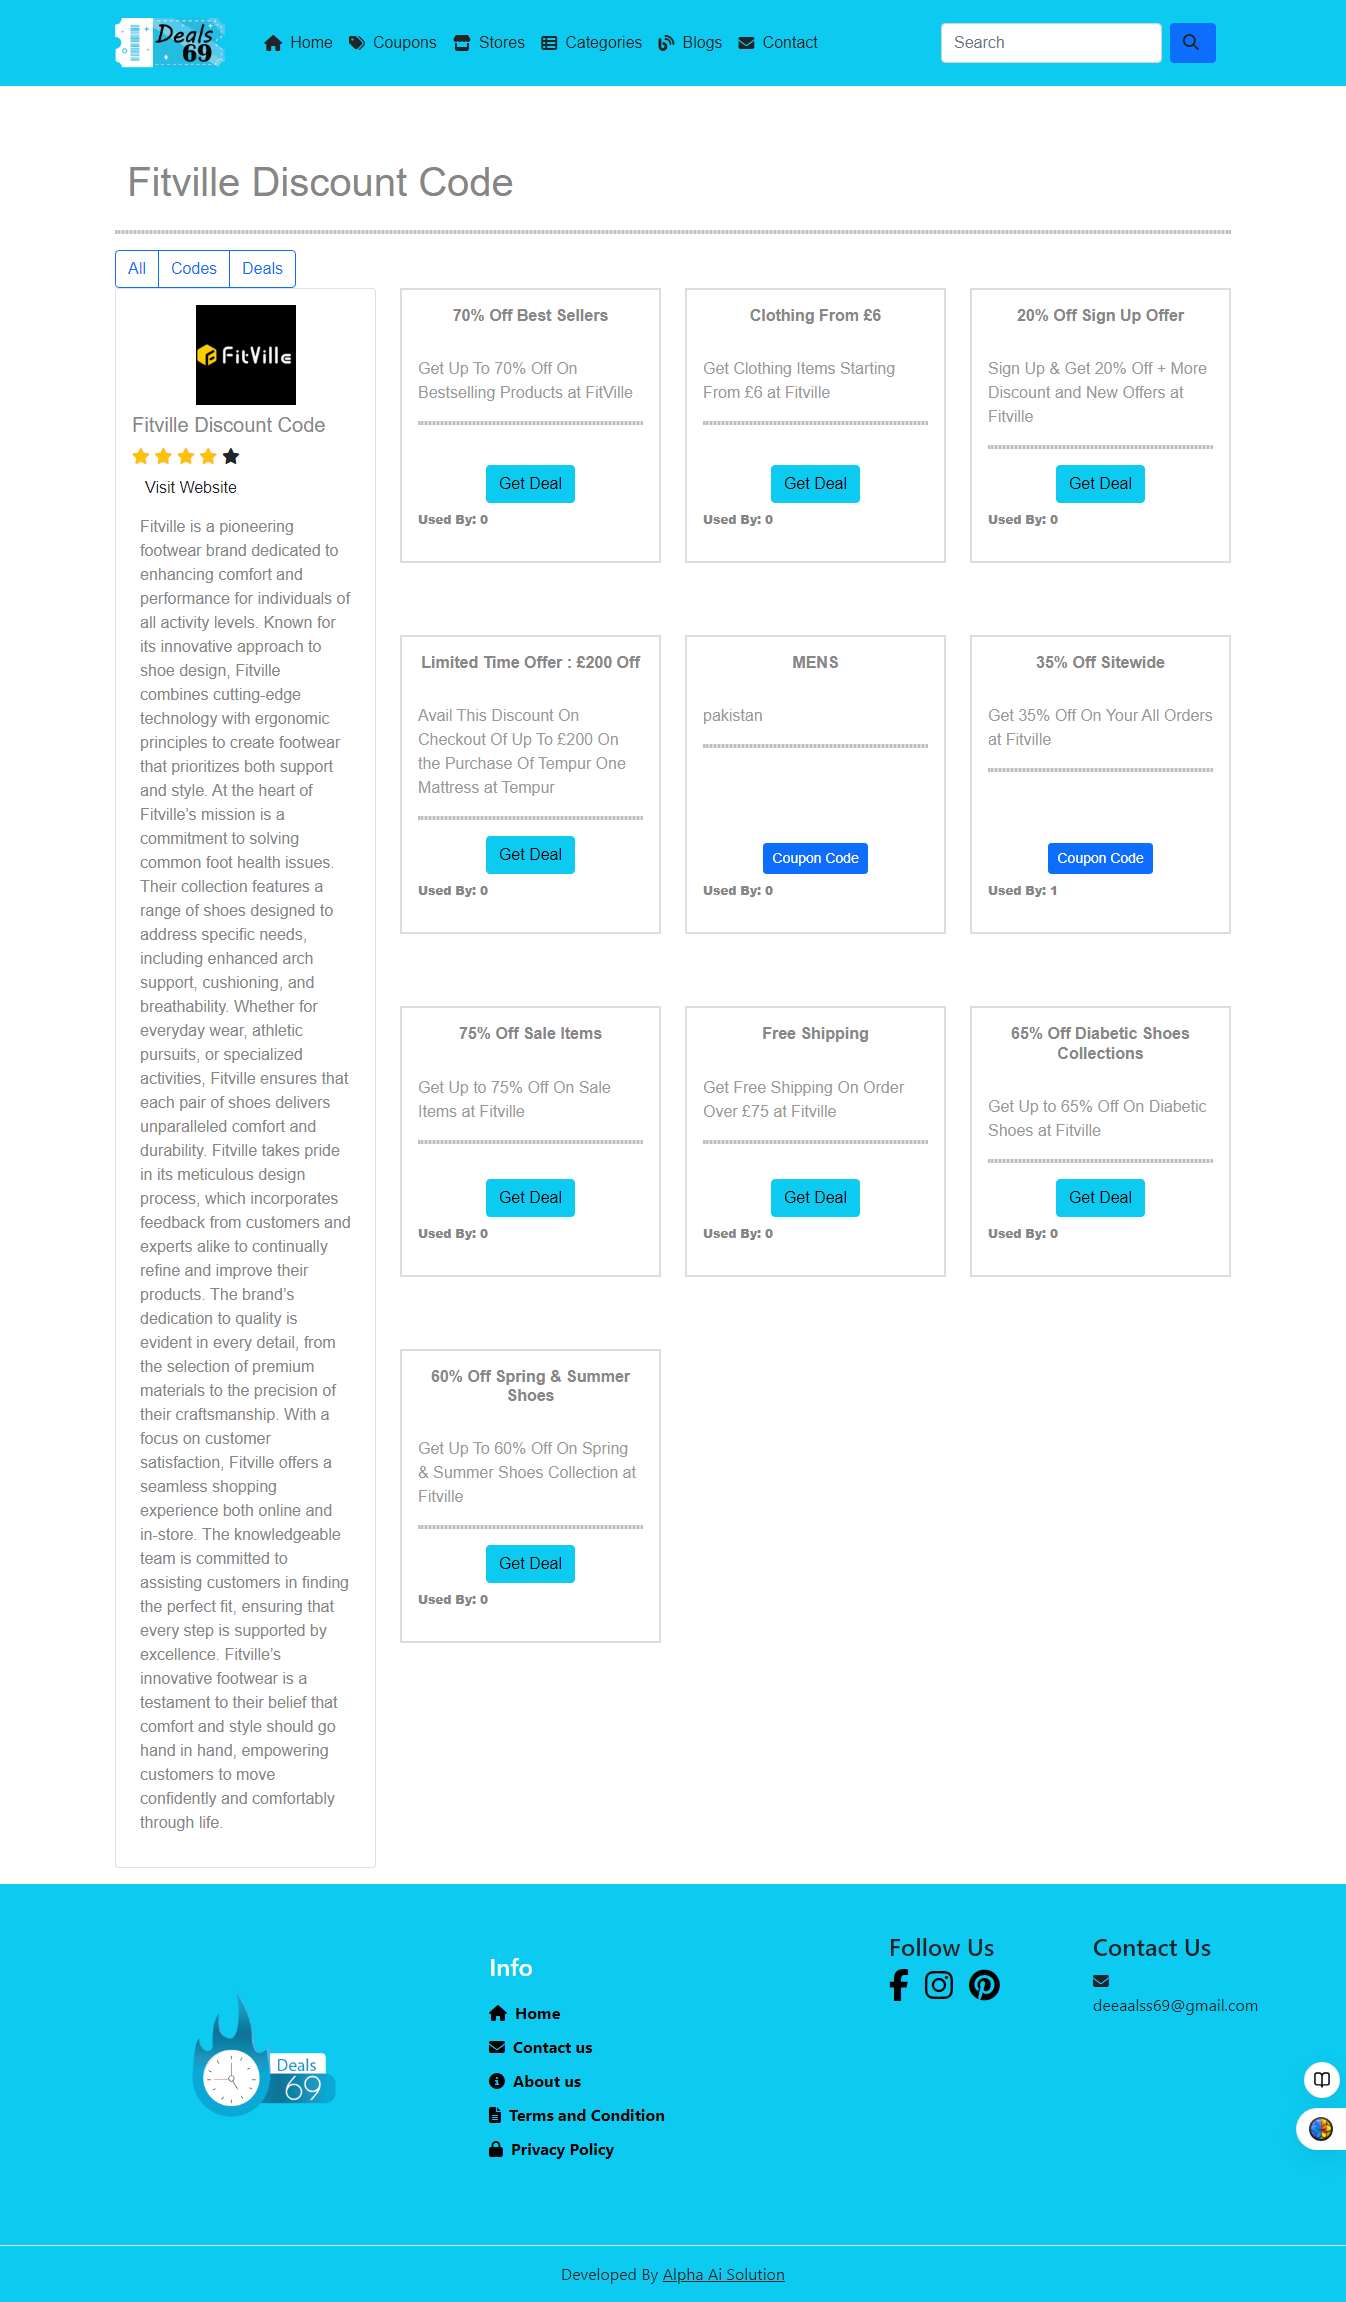 Deals
69
Home
Coupons
Stores
Categories
Blogs
Contact
Search
Fitville Discount Code
All
Codes
Deals
FitVille
Fitville Discount Code
Visit Website
Fitville is a pioneering
footwear brand dedicated to
enhancing comfort and
performance for individuals of
all activity levels. Known for
its innovative approach to
shoe design, Fitville
combines cutting-edge
technology with ergonomic
principles to create footwear
that prioritizes both support
and style. At the heart of
Fitville’s mission is a
commitment to solving
common foot health issues.
Their collection features a
range of shoes designed to
address specific needs,
including enhanced arch
support, cushioning, and
breathability. Whether for
everyday wear, athletic
pursuits, or specialized
activities, Fitville ensures that
each pair of shoes delivers
unparalleled comfort and
durability. Fitville takes pride
in its meticulous design
process, which incorporates
feedback from customers and
experts alike to continually
refine and improve their
products. The brand’s
dedication to quality is
evident in every detail, from
the selection of premium
materials to the precision of
their craftsmanship. With a
focus on customer
satisfaction, Fitville offers a
seamless shopping
experience both online and
in-store. The knowledgeable
team is committed to
assisting customers in finding
the perfect fit, ensuring that
every step is supported by
excellence. Fitville’s
innovative footwear is a
testament to their belief that
comfort and style should go
hand in hand, empowering
customers to move
confidently and comfortably
through life.
70% Off Best Sellers
Get Up To 70% Off On
Bestselling Products at FitVille
Get Deal
Used By: 0
Clothing From £6
Get Clothing Items Starting
From £6 at Fitville
Get Deal
Used By: 0
20% Off Sign Up Offer
Sign Up & Get 20% Off + More
Discount and New Offers at
Fitville
Get Deal
Used By: 0
Limited Time Offer : £200 Off
Avail This Discount On
Checkout Of Up To £200 On
the Purchase Of Tempur One
Mattress at Tempur
Get Deal
Used By: 0
MENS
pakistan
Coupon Code
Used By: 0
35% Off Sitewide
Get 35% Off On Your All Orders
at Fitville
Coupon Code
Used By: 1
75% Off Sale Items
Get Up to 75% Off On Sale
Items at Fitville
Get Deal
Used By: 0
Free Shipping
Get Free Shipping On Order
Over £75 at Fitville
Get Deal
Used By: 0
65% Off Diabetic Shoes
Collections
Get Up to 65% Off On Diabetic
Shoes at Fitville
Get Deal
Used By: 0
60% Off Spring & Summer
Shoes
Get Up To 60% Off On Spring
& Summer Shoes Collection at
Fitville
Get Deal
Used By: 0
Deals
69
Info
Home
Contact us
About us
Terms and Condition
Privacy Policy
Follow Us
Contact Us
deeaalss69@gmail.com
Developed By Alpha Ai Solution